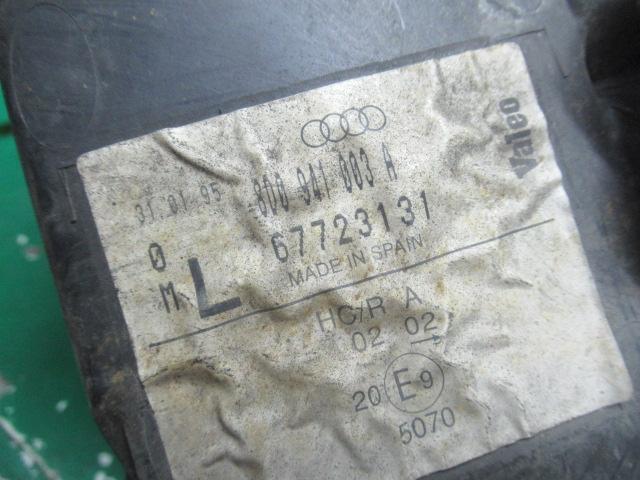 Valeo
31.01.95 8D0 941 003 A
0 67723131
M L MADE IN SPAIN
HC/R A
02 02
20 E9
5070